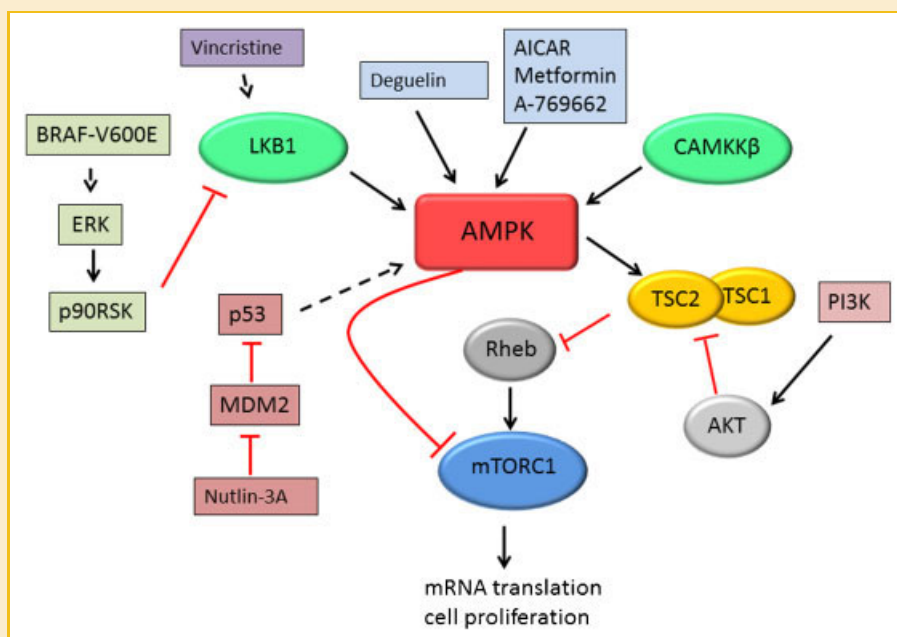 Vincristine
Deguelin
AICAR
Metformin
A-769662
BRAF-V600E
LKB1
CAMKKβ
ERK
AMPK
p90RSK
p53
TSC2
TSC1
PI3K
Rheb
MDM2
AKT
mTORC1
Nutlin-3A
mRNA translation
cell proliferation